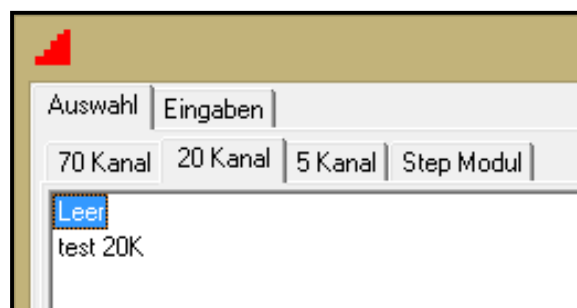 Auswahl Eingaben
70 Kanal 20 Kanal 5 Kanal Step Modul
Leer
test 20K